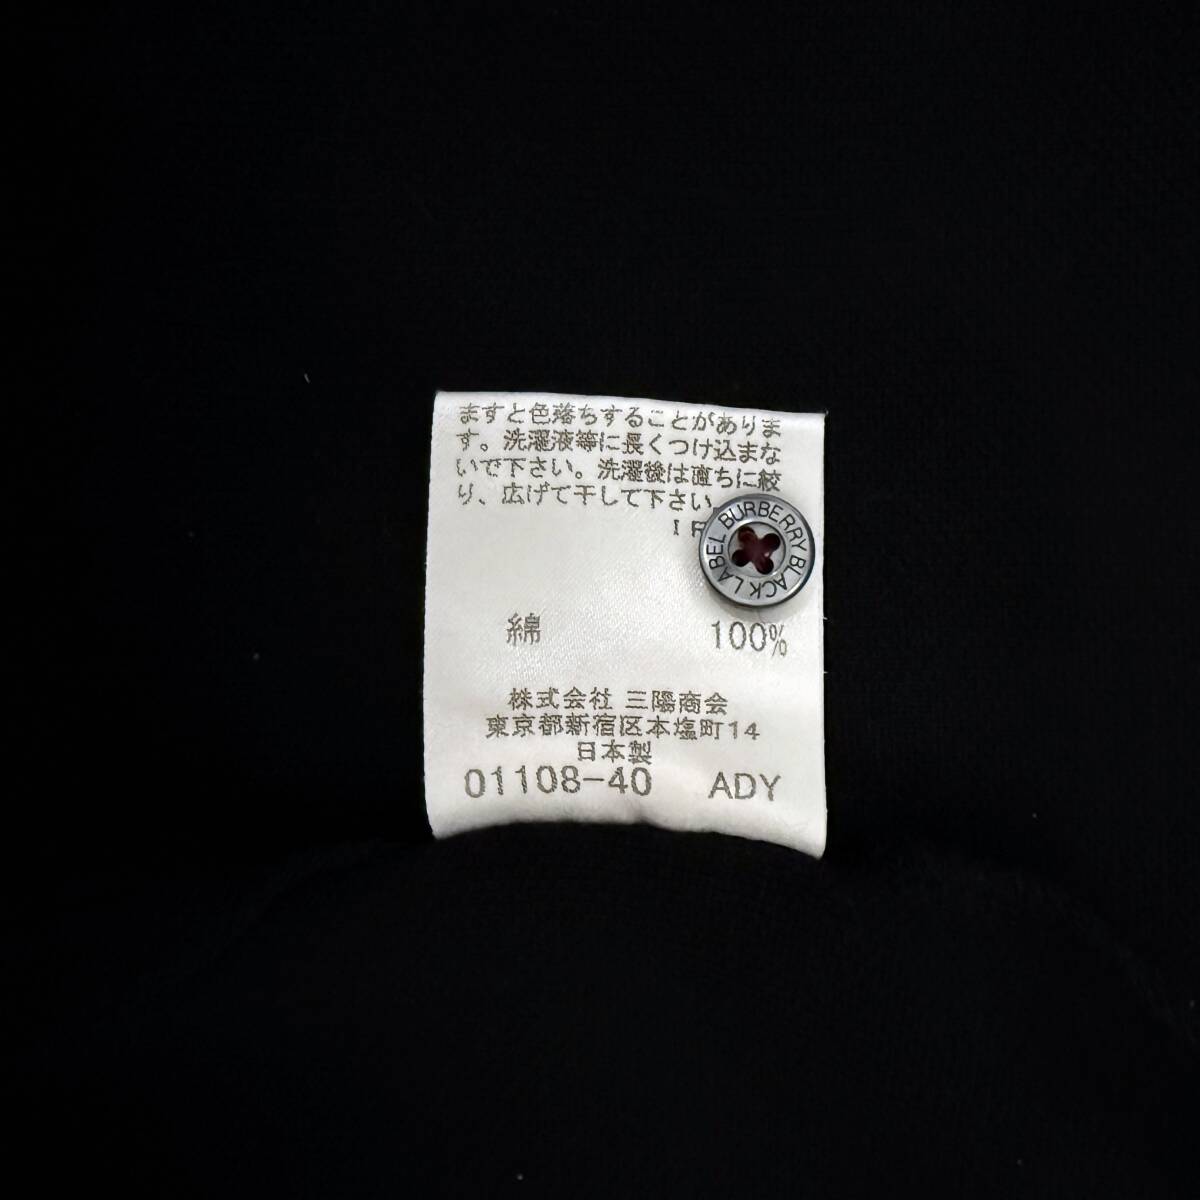 ますと色落ちすることがありま
す。洗濯液等に長くつけ込まな
いで下さい。洗濯後は直ちに絞
り、広げて干して下さい。
BURBERRY BLACK LABEL
綿 100%
株式会社 三陽商会
東京都新宿区本塩町14
日本製
01108-40 ADY